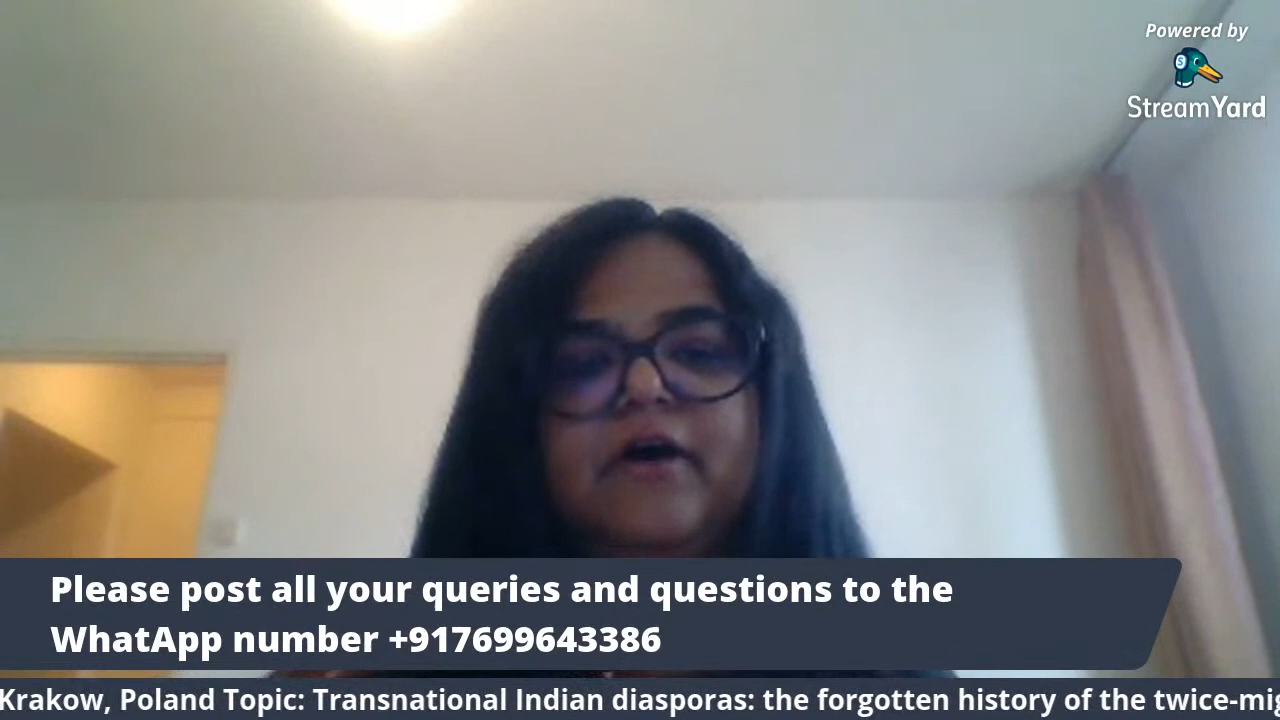 Powered by
StreamYard
Please post all your queries and questions to the
WhatApp number +917699643386
Krakow, Poland Topic: Transnational Indian diasporas: the forgotten history of the twice-mig